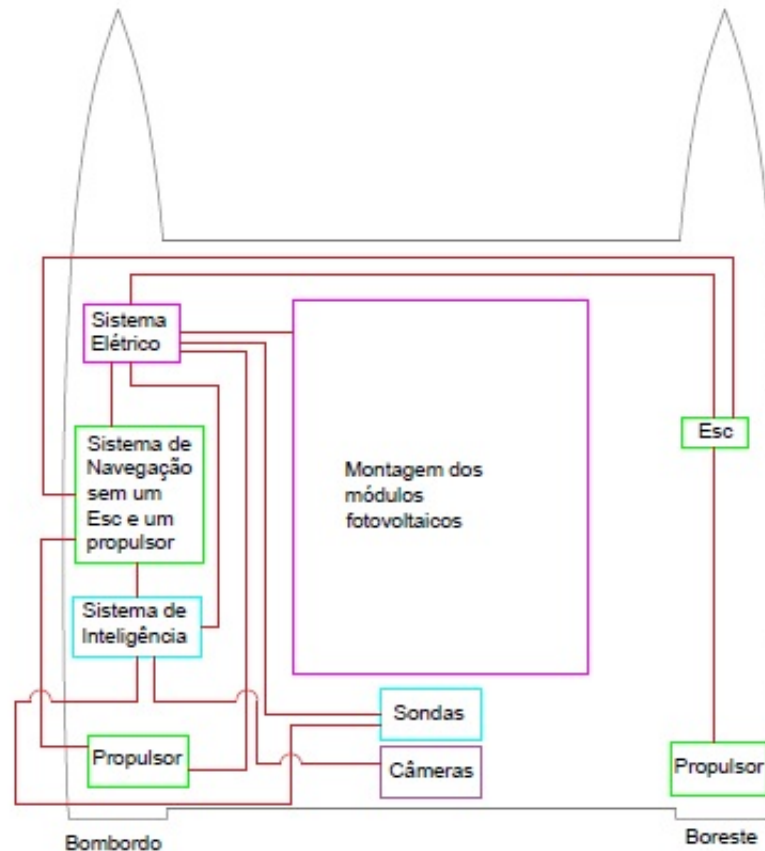 Sistema
Elétrico
Esc
Sistema de
Navegação
sem um
Esc e um
propulsor
Montagem dos
módulos
fotovoltaicos
Sistema de
Inteligência
Sondas
Propulsor
Câmeras
Propulsor
Bombordo
Boreste